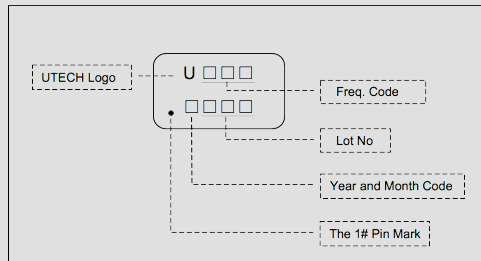 UTECH Logo
U □□□
Freq. Code
□□□□
Lot No
Year and Month Code
The 1# Pin Mark